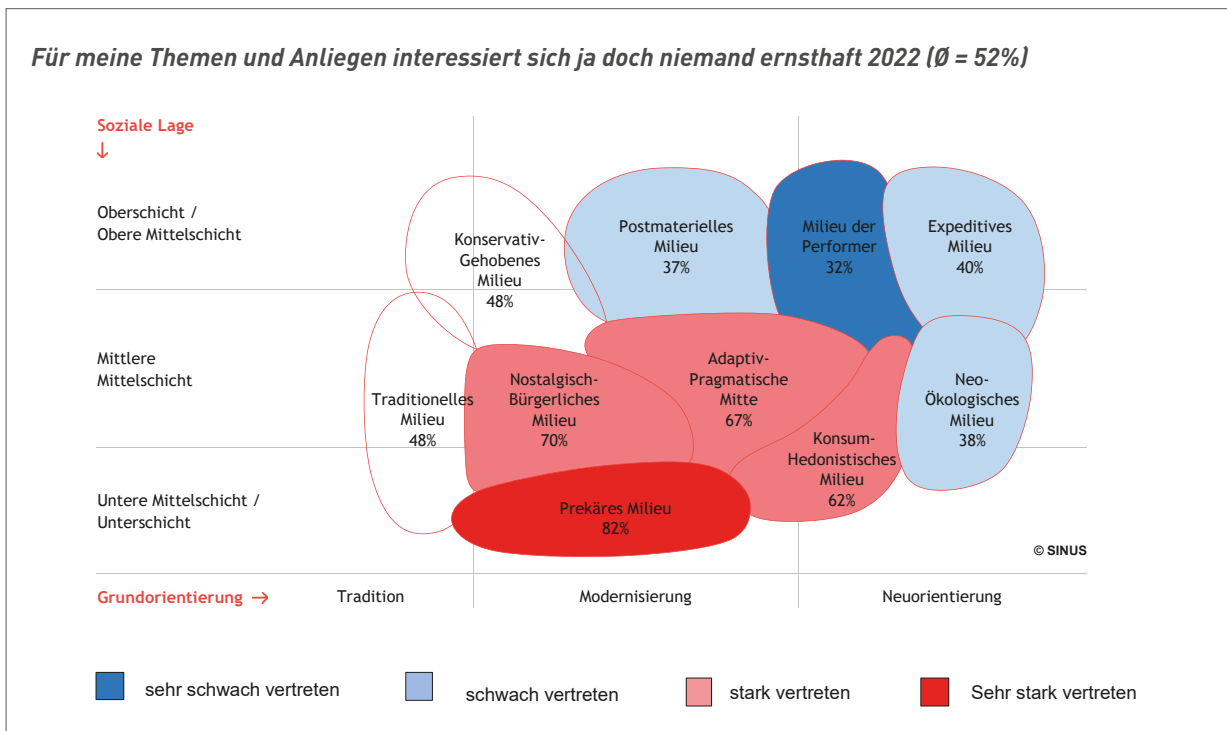 Für meine Themen und Anliegen interessiert sich ja doch niemand ernsthaft 2022 (Ø = 52%)
Soziale Lage
↓
Oberschicht /
Obere Mittelschicht
Konservativ-
Gehobenes
Milieu
48%
Postmaterielles
Milieu
37%
Milieu der
Performer
32%
Expeditives
Milieu
40%
Mittlere
Mittelschicht
Traditionelles
Milieu
48%
Nostalgisch-
Bürgerliches
Milieu
70%
Adaptiv-
Pragmatische
Mitte
67%
Konsum-
Hedonistisches
Milieu
62%
Neo-
Ökologisches
Milieu
38%
Untere Mittelschicht /
Unterschicht
Prekäres Milieu
82%
© SINUS
Grundorientierung →
Tradition
Modernisierung
Neuorientierung
sehr schwach vertreten
schwach vertreten
stark vertreten
Sehr stark vertreten